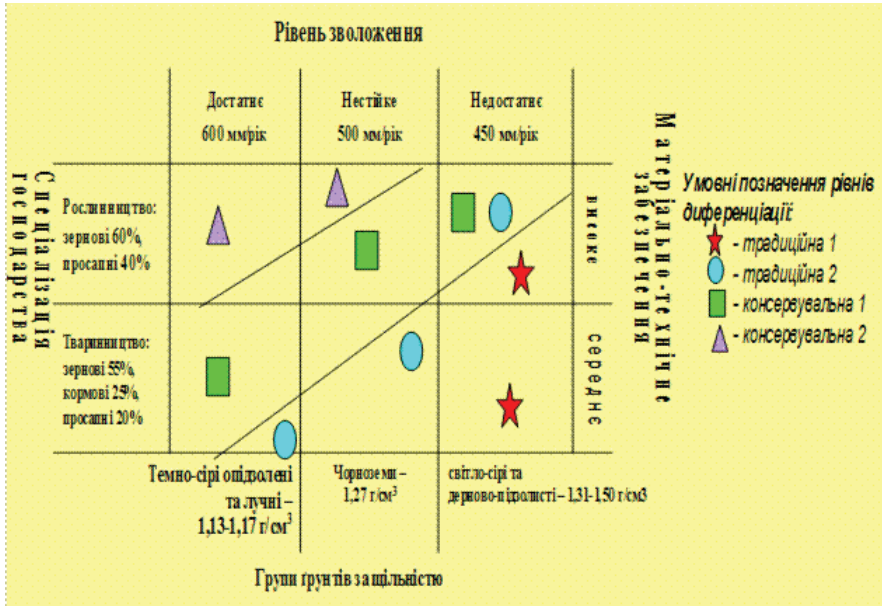 Рівень зволоження
Достатнє
600 мм/рік
Нестійке
500 мм/рік
Недостатнє
450 мм/рік
Спеціалізація
господарства
Рослинництво:
зернові 60%,
просапні 40%
Тваринництво:
зернові 55%,
кормові 25%,
просапні 20%
високе
середнє
Матеріально-технічне
забезпечення
Умовні позначення рівнів
диференціації:
- традиційна 1
- традиційна 2
- консервувальна 1
- консервувальна 2
Темно-сірі опідзолені
та лучні –
1,13-1,17 г/см³
Чорноземи –
1,27 г/см³
світло-сірі та
дерново-підзолисті – 1,31-1,50 г/см3
Групи ґрунтів за щільністю